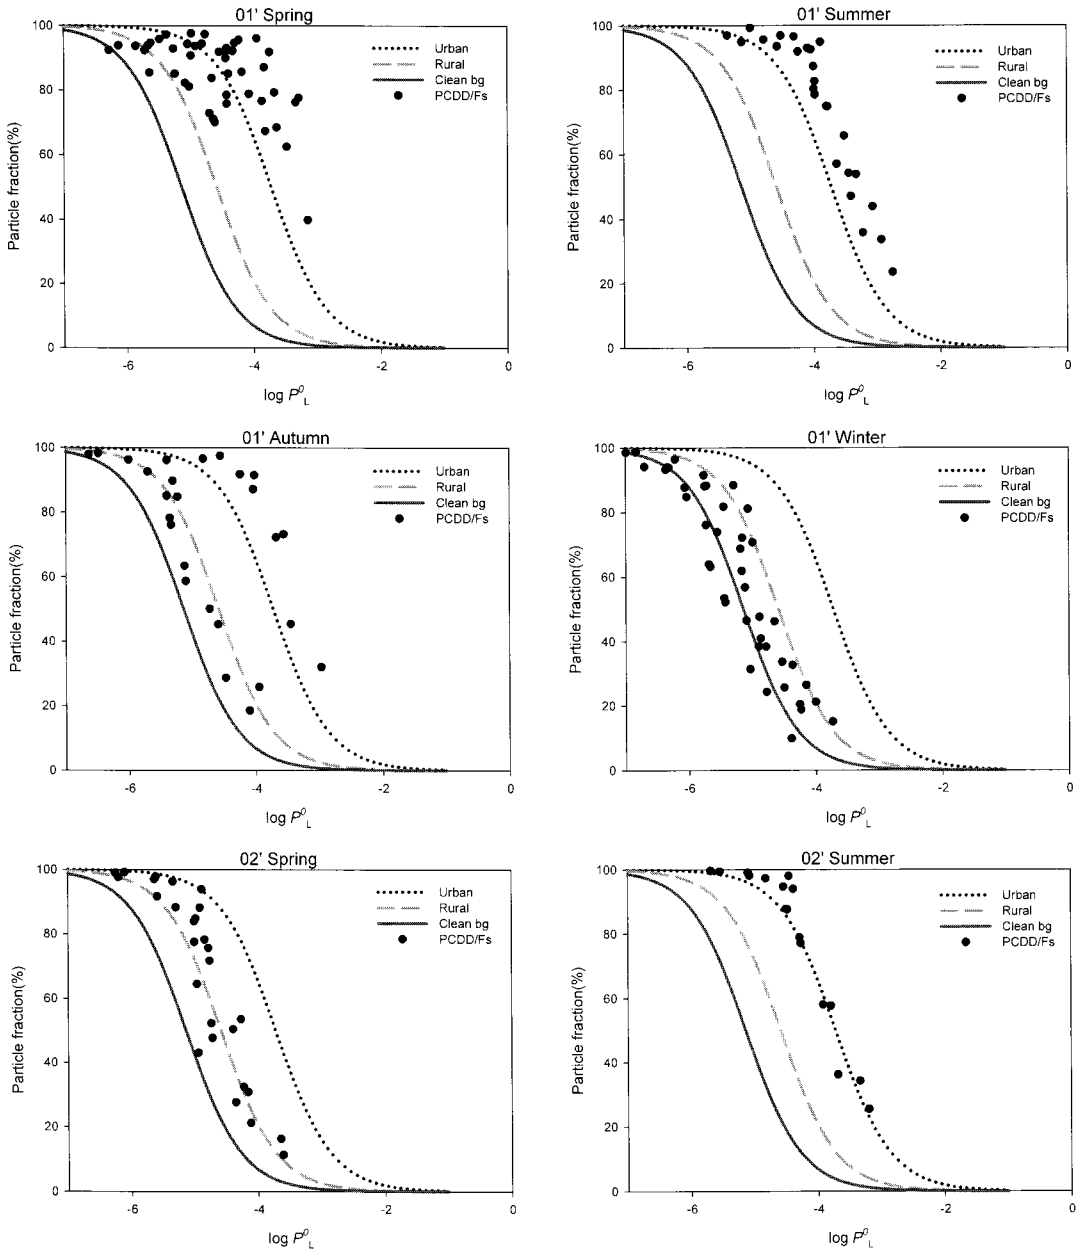 01' Spring
100
80
60
40
20
0
Particle fraction(%)
-6
-4
-2
0
log P⁰L
Urban
Rural
Clean bg
PCDD/Fs
01' Summer
100
80
60
40
20
0
Particle fraction(%)
-6
-4
-2
0
log P⁰L
Urban
Rural
Clean bg
PCDD/Fs
01' Autumn
100
80
60
40
20
0
Particle fraction(%)
-6
-4
-2
0
log P⁰L
Urban
Rural
Clean bg
PCDD/Fs
01' Winter
100
80
60
40
20
0
Particle fraction(%)
-6
-4
-2
0
log P⁰L
Urban
Rural
Clean bg
PCDD/Fs
02' Spring
100
80
60
40
20
0
Particle fraction(%)
-6
-4
-2
0
log P⁰L
Urban
Rural
Clean bg
PCDD/Fs
02' Summer
100
80
60
40
20
0
Particle fraction(%)
-6
-4
-2
0
log P⁰L
Urban
Rural
Clean bg
PCDD/Fs